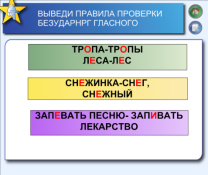 ВЫВЕДИ ПРАВИЛА ПРОВЕРКИ
БЕЗУДАРНРГ ГЛАСНОГО
ТРОПА-ТРОПЫ
ЛЕСА-ЛЕС
СНЕЖИНКА-СНЕГ,
СНЕЖНЫЙ
ЗАПЕВАТЬ ПЕСНЮ- ЗАПИВАТЬ
ЛЕКАРСТВО